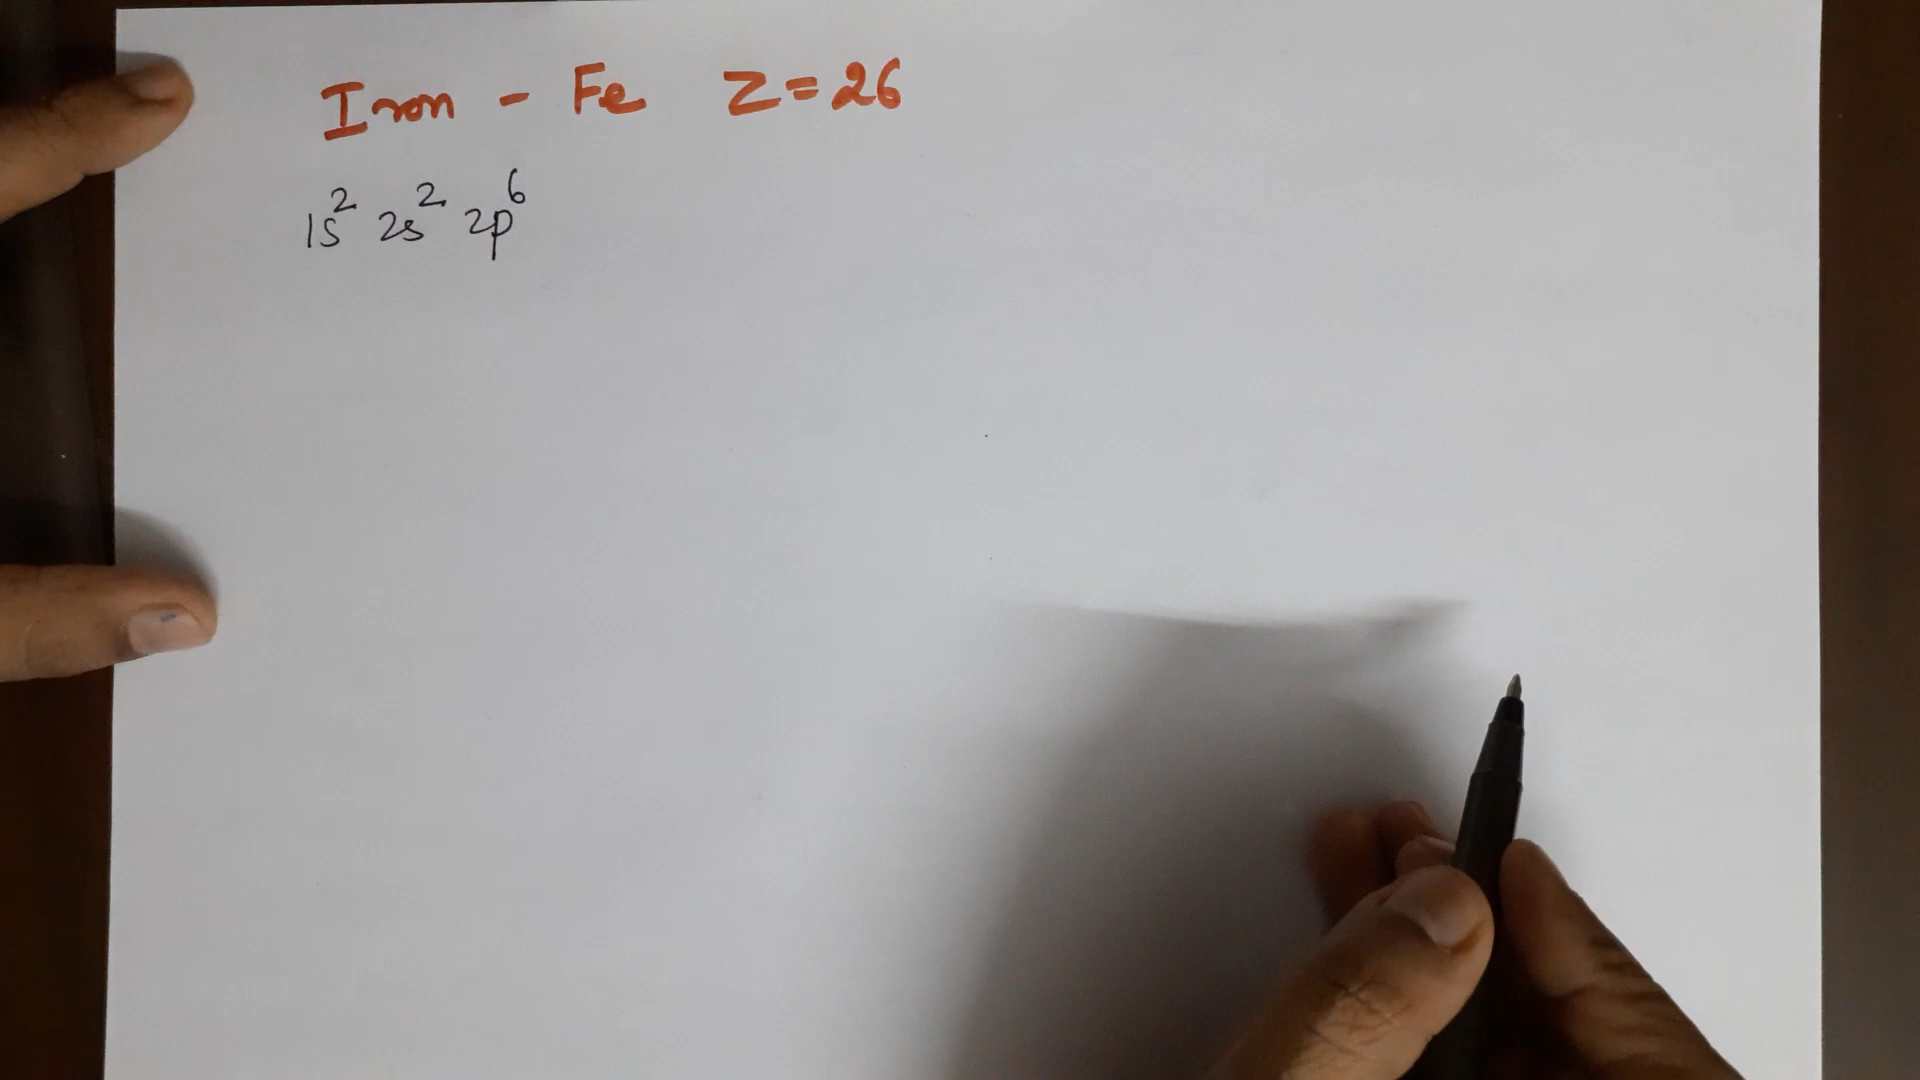 Iron - Fe Z=26
1s² 2s² 2p⁶